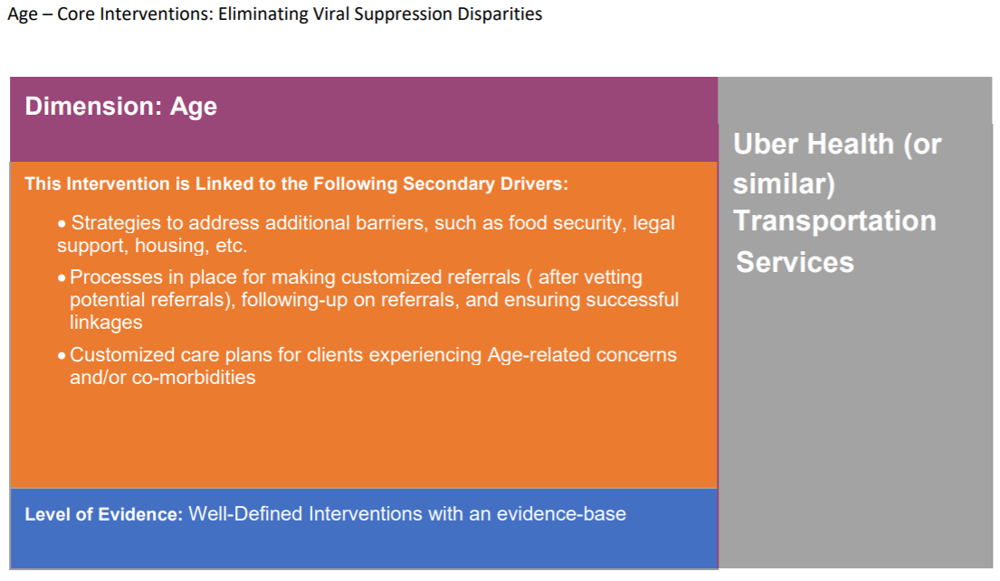 Age – Core Interventions: Eliminating Viral Suppression Disparities
Dimension: Age
This Intervention is Linked to the Following Secondary Drivers:
• Strategies to address additional barriers, such as food security, legal
support, housing, etc.
• Processes in place for making customized referrals ( after vetting
potential referrals), following-up on referrals, and ensuring successful
linkages
• Customized care plans for clients experiencing Age-related concerns
and/or co-morbidities
Level of Evidence: Well-Defined Interventions with an evidence-base
Uber Health (or
similar)
Transportation
Services